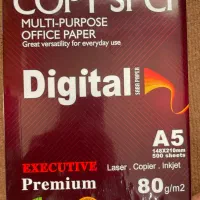 MULTI-PURPOSE
OFFICE PAPER
Great versatility for everyday use
Digital
A5
148X210mm
500 sheets
EXECUTIVE
Laser . Copier . Inkjet
Premium
80g/m2